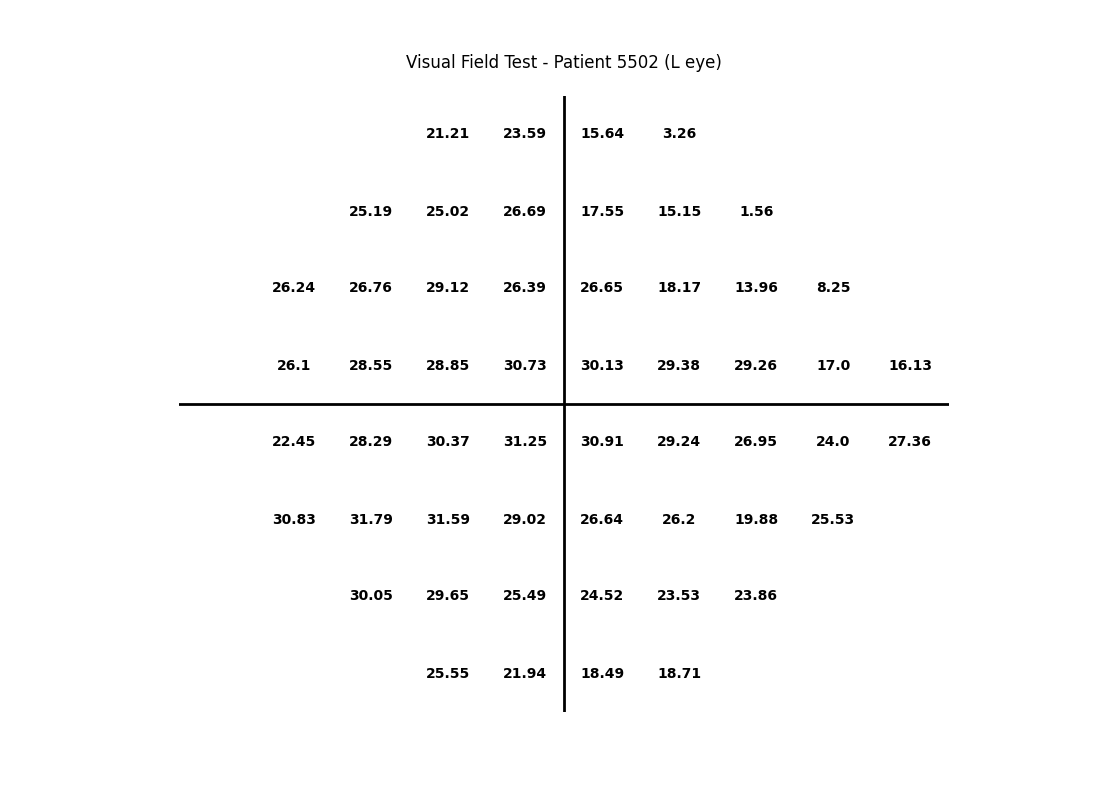 Visual Field Test - Patient 5502 (L eye)
21.21 23.59 15.64 3.26
25.19 25.02 26.69 17.55 15.15 1.56
26.24 26.76 29.12 26.39 26.65 18.17 13.96 8.25
26.1 28.55 28.85 30.73 30.13 29.38 29.26 17.0 16.13
22.45 28.29 30.37 31.25 30.91 29.24 26.95 24.0 27.36
30.83 31.79 31.59 29.02 26.64 26.2 19.88 25.53
30.05 29.65 25.49 24.52 23.53 23.86
25.55 21.94 18.49 18.71